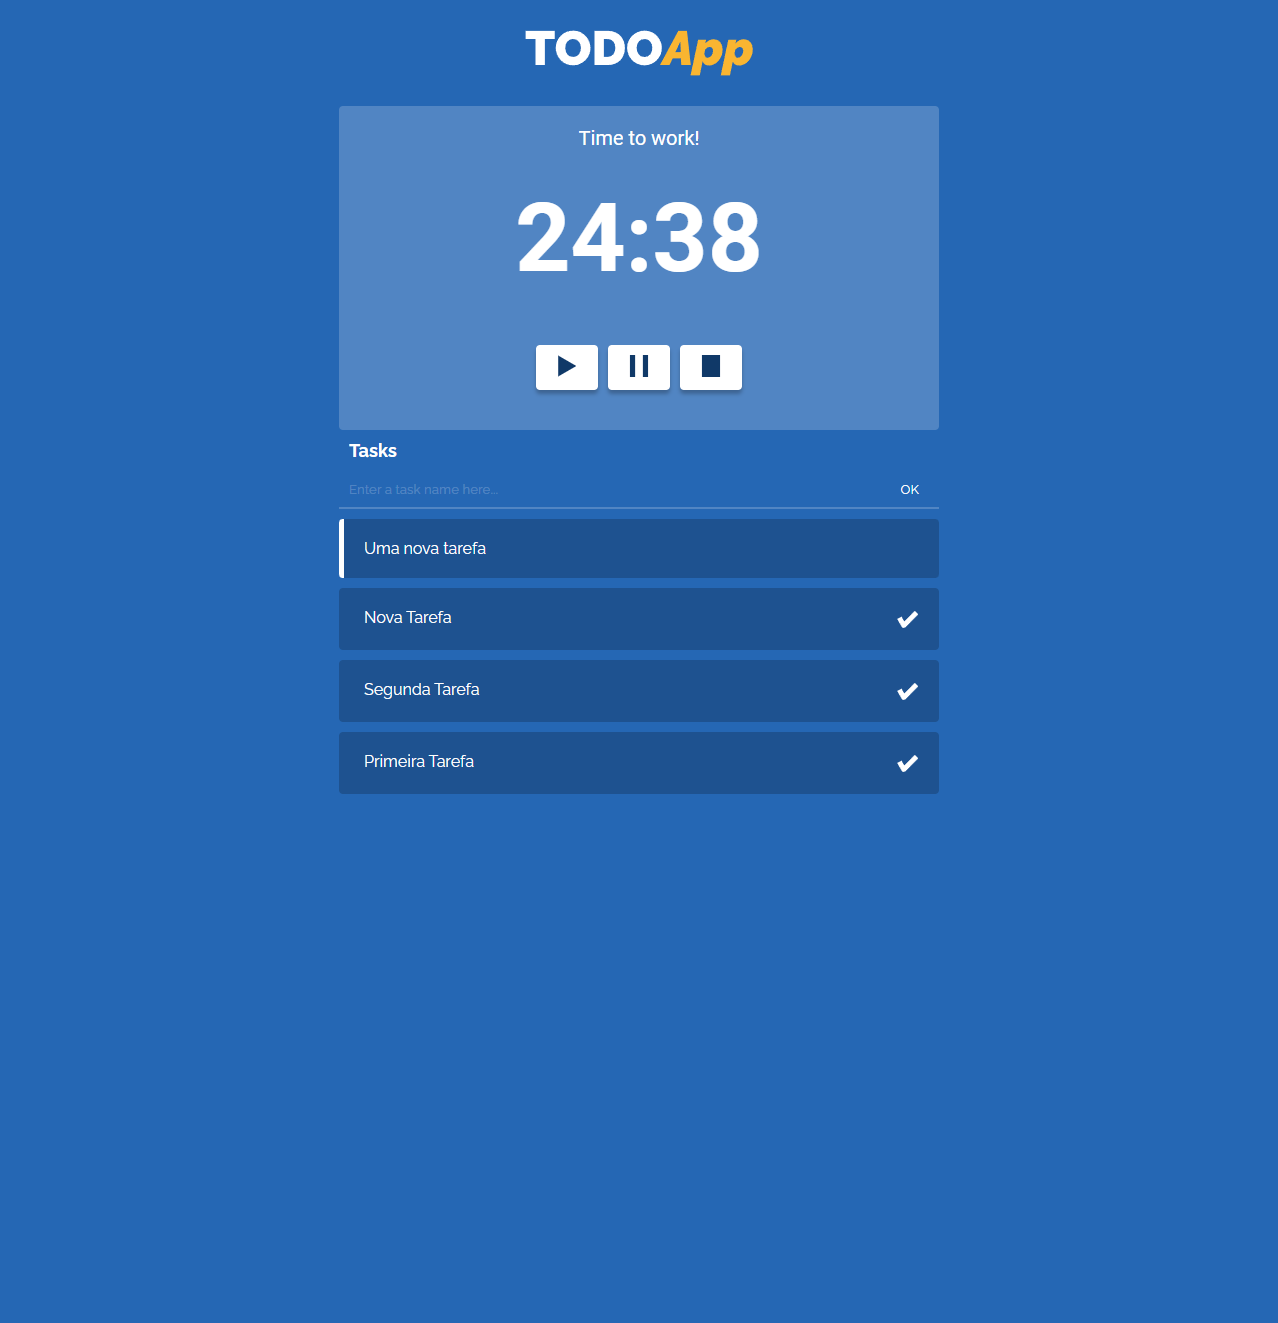 TODOApp
Time to work!
24:38
Tasks
Enter a task name here...
OK
Uma nova tarefa
Nova Tarefa
Segunda Tarefa
Primeira Tarefa